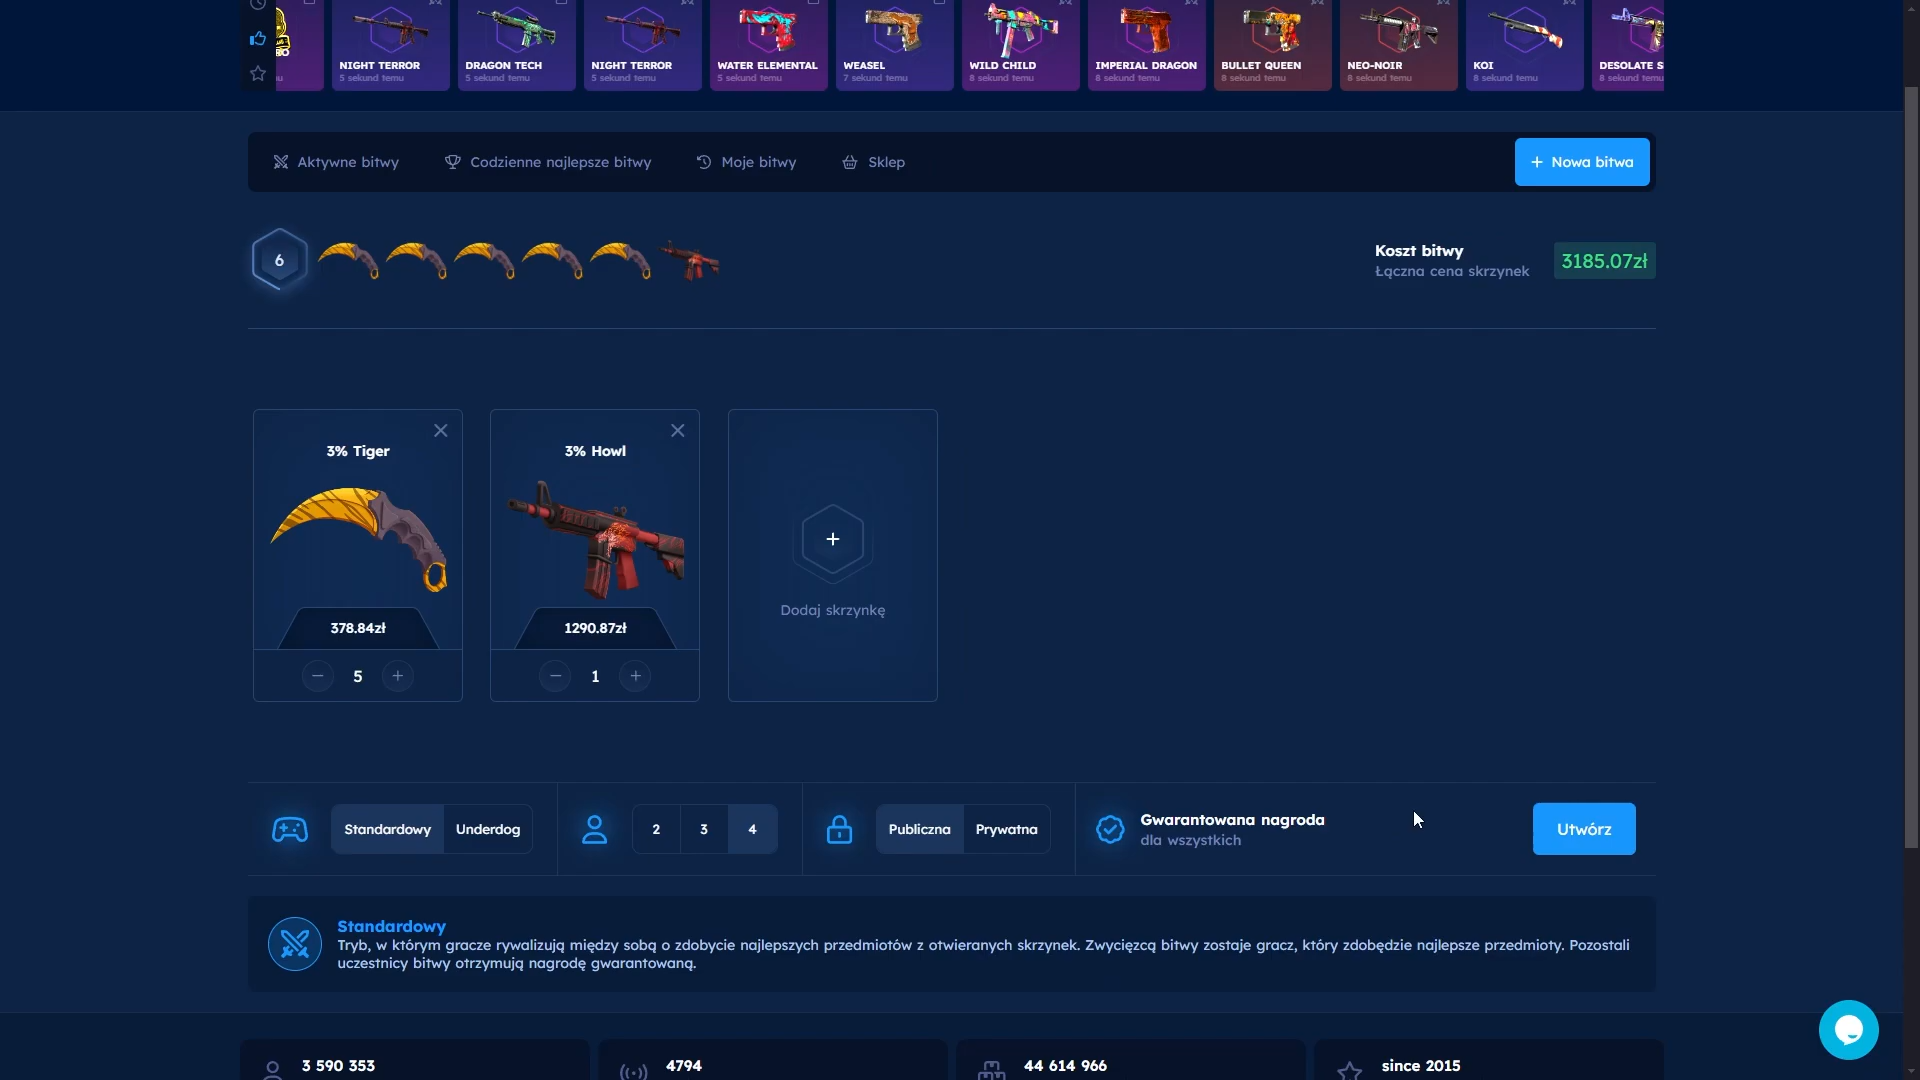 NIGHT TERROR
5 sekund temu
DRAGON TECH
5 sekund temu
NIGHT TERROR
5 sekund temu
WATER ELEMENTAL
5 sekund temu
WEASEL
7 sekund temu
WILD CHILD
8 sekund temu
IMPERIAL DRAGON
8 sekund temu
BULLET QUEEN
8 sekund temu
NEO-NOIR
8 sekund temu
KOI
8 sekund temu
DESOLATE S
8 sekund temu
Aktywne bitwy
Codzienne najlepsze bitwy
Moje bitwy
Sklep
+ Nowa bitwa
6
Koszt bitwy
Łączna cena skrzynek
3185.07zł
3% Tiger
378.84zł
5
3% Howl
1290.87zł
1
Dodaj skrzynkę
Standardowy
Underdog
2
3
4
Publiczna
Prywatna
Gwarantowana nagroda
dla wszystkich
Utwórz
Standardowy
Tryb, w którym gracze rywalizują między sobą o zdobycie najlepszych przedmiotów z otwieranych skrzynek. Zwycięzcą bitwy zostaje gracz, który zdobędzie najlepsze przedmioty. Pozostali
uczestnicy bitwy otrzymują nagrodę gwarantowaną.
3 590 353
4794
44 614 966
since 2015